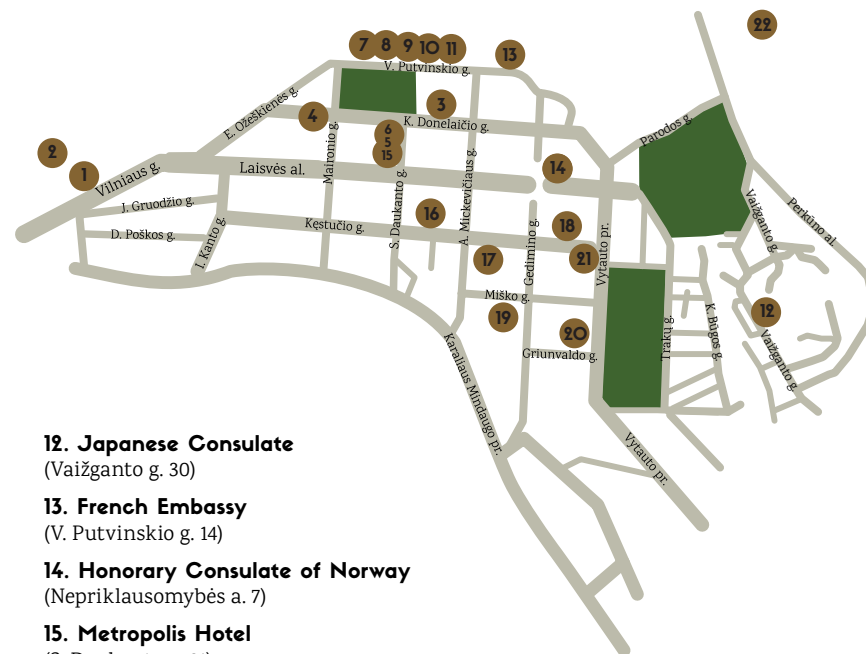 22
7 8 9 10 11
13
V. Putvinskio g.
E. Ožeškienės g.
3
4
K. Donelaičio g.
Parodos g.
6
5
15
2
1
Vilniaus g.
Laisvės al.
Maironio g.
A. Mickevičiaus g.
14
J. Gruodžio g.
S. Daukanto g.
Vaižganto g.
Perkūno al.
D. Poškos g.
I. Kanto g.
Kęstučio g.
16
Gedimino g.
18
Vytauto pr.
17
21
Miško g.
19
20
Griunvaldo g.
Trakų g.
K. Būgos g.
12
Vaižganto g.
Karaliaus Mindaugo pr.
Vytauto pr.
12. Japanese Consulate
(Vaižganto g. 30)
13. French Embassy
(V. Putvinskio g. 14)
14. Honorary Consulate of Norway
(Nepriklausomybės a. 7)
15. Metropolis Hotel